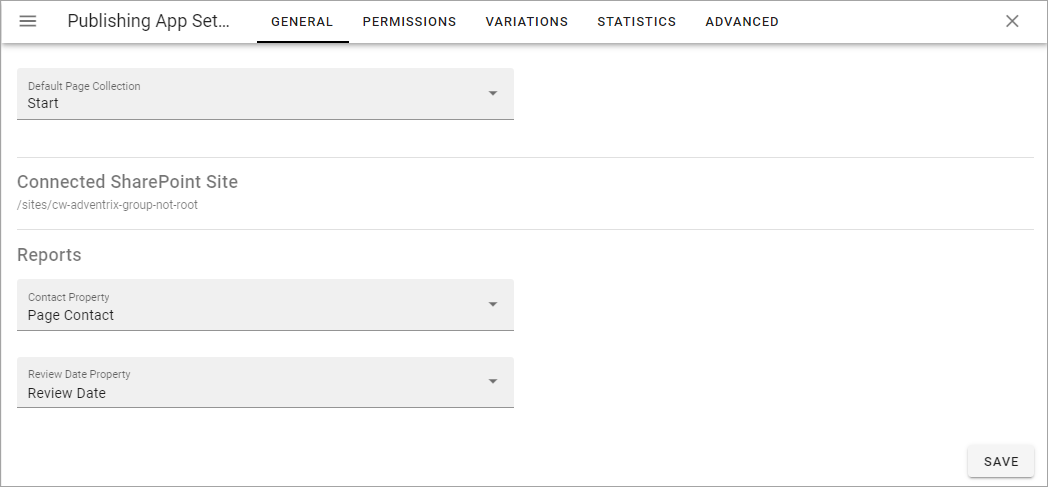 Publishing App Set... GENERAL PERMISSIONS VARIATIONS STATISTICS ADVANCED
Default Page Collection
Start
Connected SharePoint Site
/sites/cw-adventrix-group-not-root
Reports
Contact Property
Page Contact
Review Date Property
Review Date
SAVE